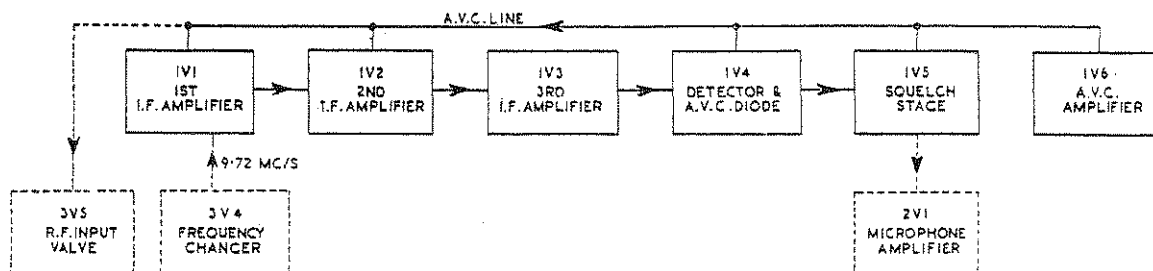 A.V.C. LINE
1V1
1ST
I.F. AMPLIFIER
1V2
2ND
I.F. AMPLIFIER
1V3
3RD
I.F. AMPLIFIER
1V4
DETECTOR &
A.V.C. DIODE
1V5
SQUELCH
STAGE
1V6
A.V.C.
AMPLIFIER
9·72 MC/S
3V5
R.F. INPUT
VALVE
3V4
FREQUENCY
CHANGER
2V1
MICROPHONE
AMPLIFIER